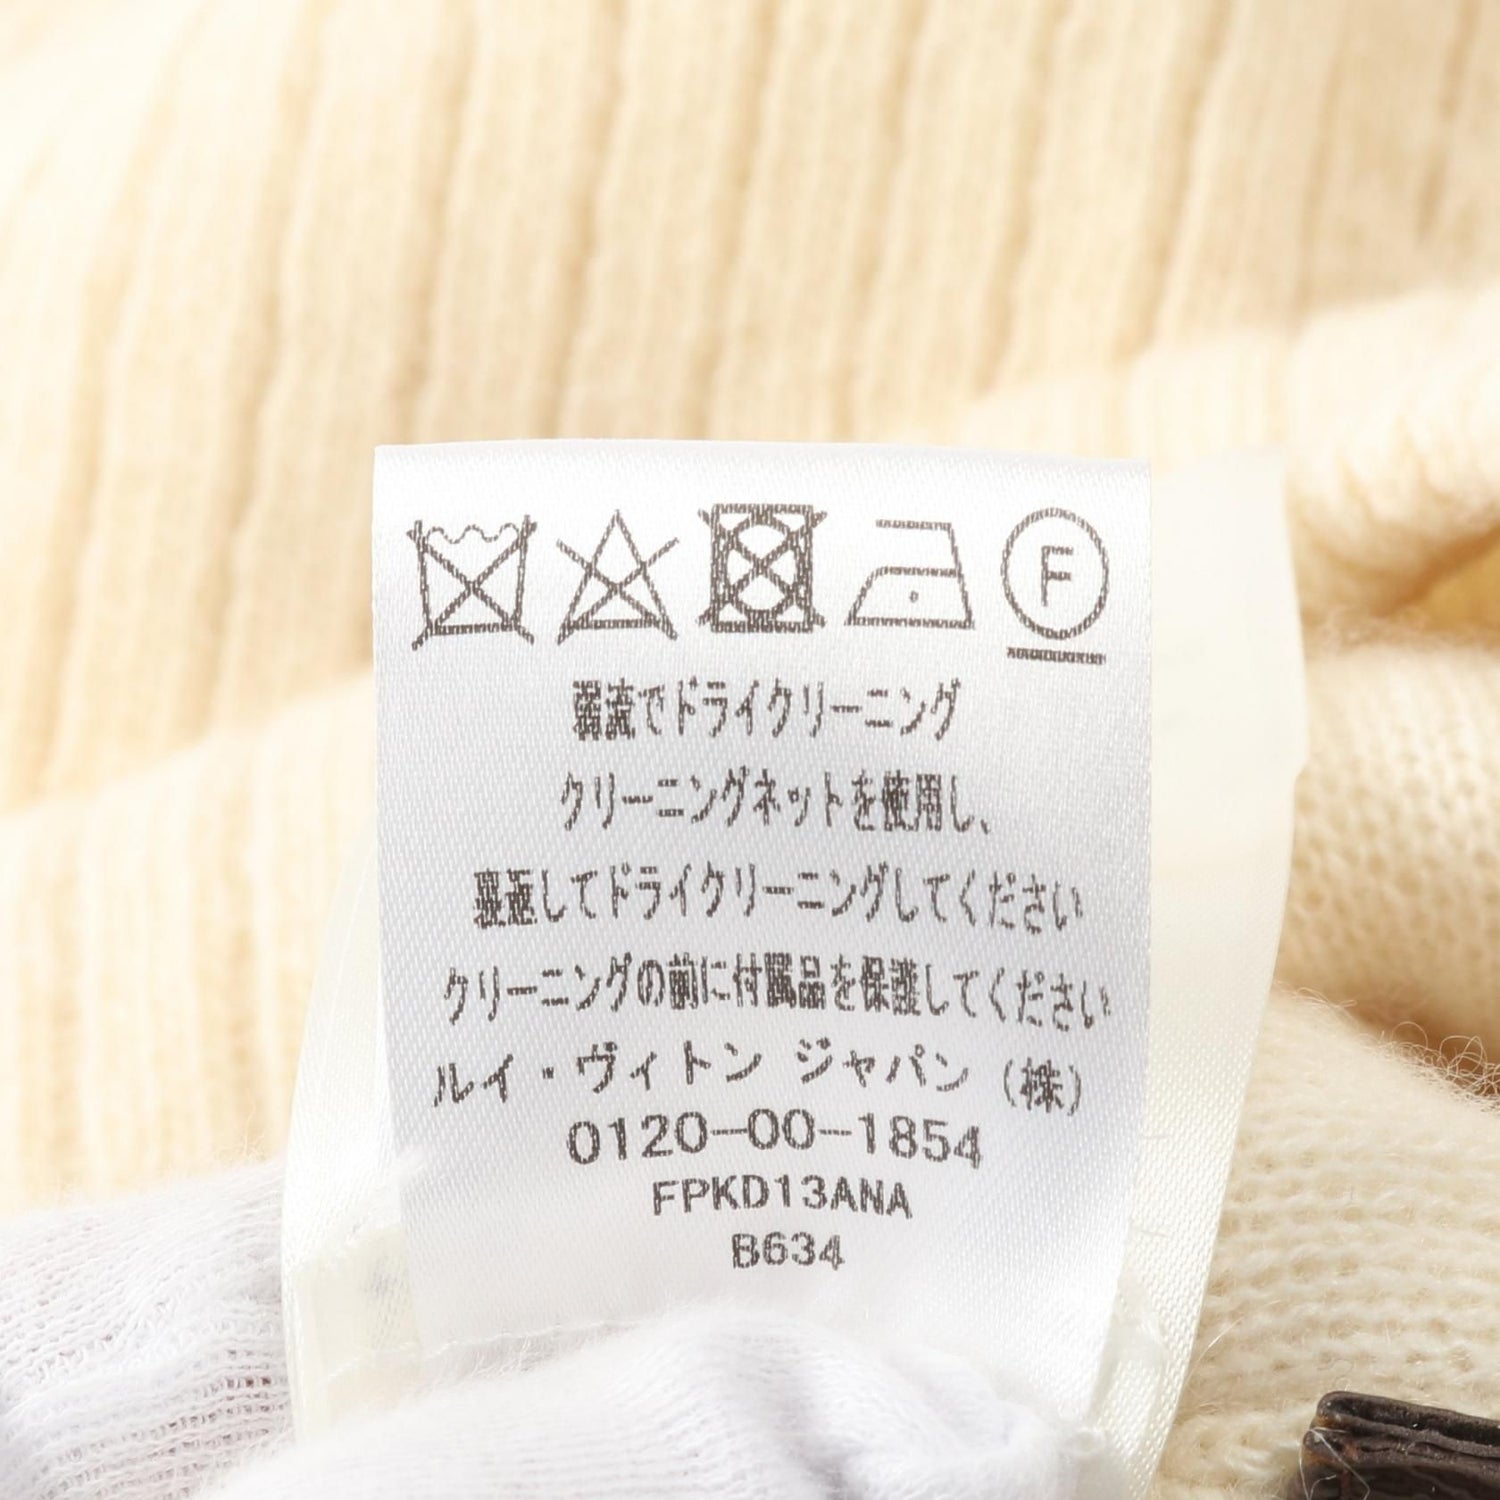 F
弱流でドライクリーニング
クリーニングネットを使用し、
裏返してドライクリーニングしてください
クリーニングの前に付属品を保護してください
ルイ・ヴィトン ジャパン (株)
0120-00-1854
FPKD13ANA
B634